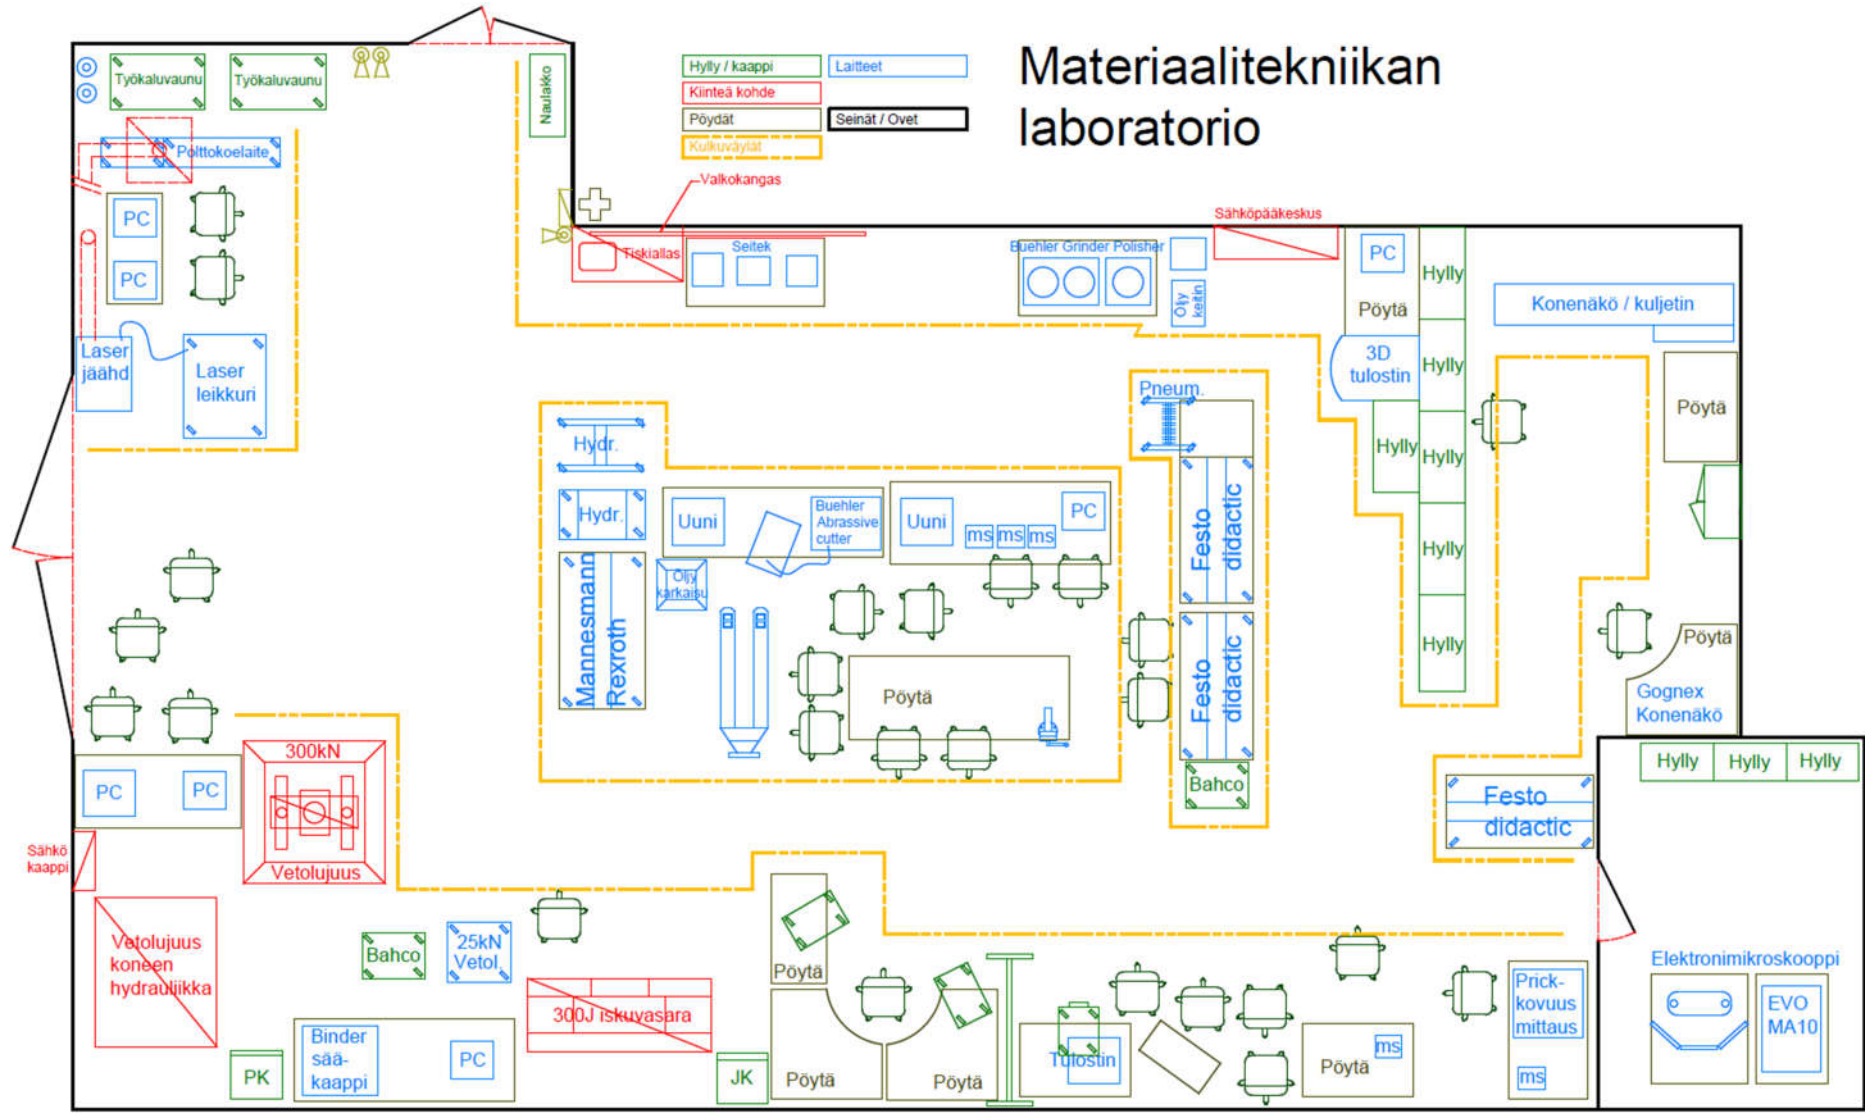 Materiaalitekniikan
laboratorio
Hylly / kaappi
Laitteet
Kiinteä kohde
Pöydät
Seinät / Ovet
Kulkuväylät
Työkaluvaunu
Työkaluvaunu
Naulakko
Polttokoelaite
PC
PC
Laser
jäähd
Laser
leikkuri
Valkokangas
Tiskiallas
Seitek
Buehler Grinder Polisher
Öljy
keitin
Sähköpääkeskus
PC
Pöytä
3D
tulostin
Hylly
Hylly
Hylly
Hylly
Hylly
Hylly
Konenäkö / kuljetin
Pöytä
Pöytä
Gognex
Konenäkö
Pneum.
Festo
didactic
Festo
didactic
Bahco
Hydr.
Hydr.
Mannesmann
Rexroth
Uuni
Buehler
Abrassive
cutter
Öljy
karkaisu
Uuni
ms
ms
ms
PC
Pöytä
PC
PC
300kN
Vetolujuus
Sähkö
kaappi
Vetolujuus
koneen
hydrauliikka
Bahco
25kN
Vetol.
300J iskuvasara
PK
Binder
sää-
kaappi
PC
JK
Pöytä
Pöytä
Pöytä
Tulostin
Pöytä
ms
Prick-
kovuus
mittaus
ms
Festo
didactic
Hylly
Hylly
Hylly
Elektronimikroskooppi
EVO
MA10